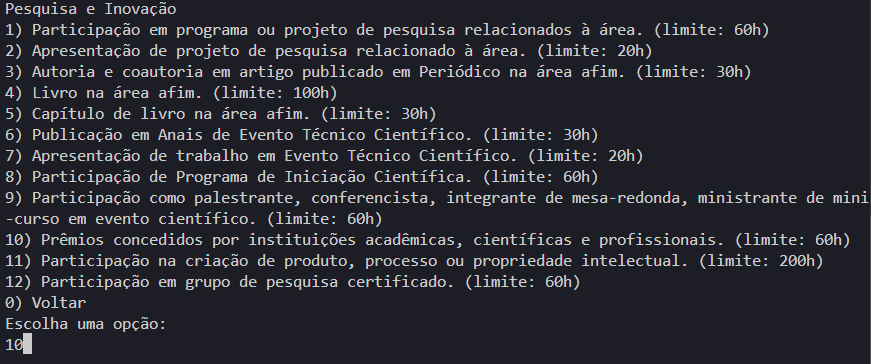 Pesquisa e Inovação
1) Participação em programa ou projeto de pesquisa relacionados à área. (limite: 60h)
2) Apresentação de projeto de pesquisa relacionado à área. (limite: 20h)
3) Autoria e coautoria em artigo publicado em Periódico na área afim. (limite: 30h)
4) Livro na área afim. (limite: 100h)
5) Capítulo de livro na área afim. (limite: 30h)
6) Publicação em Anais de Evento Técnico Científico. (limite: 30h)
7) Apresentação de trabalho em Evento Técnico Científico. (limite: 20h)
8) Participação de Programa de Iniciação Científica. (limite: 60h)
9) Participação como palestrante, conferencista, integrante de mesa-redonda, ministrante de mini
-curso em evento científico. (limite: 60h)
10) Prêmios concedidos por instituições acadêmicas, científicas e profissionais. (limite: 60h)
11) Participação na criação de produto, processo ou propriedade intelectual. (limite: 200h)
12) Participação em grupo de pesquisa certificado. (limite: 60h)
0) Voltar
Escolha uma opção:
10